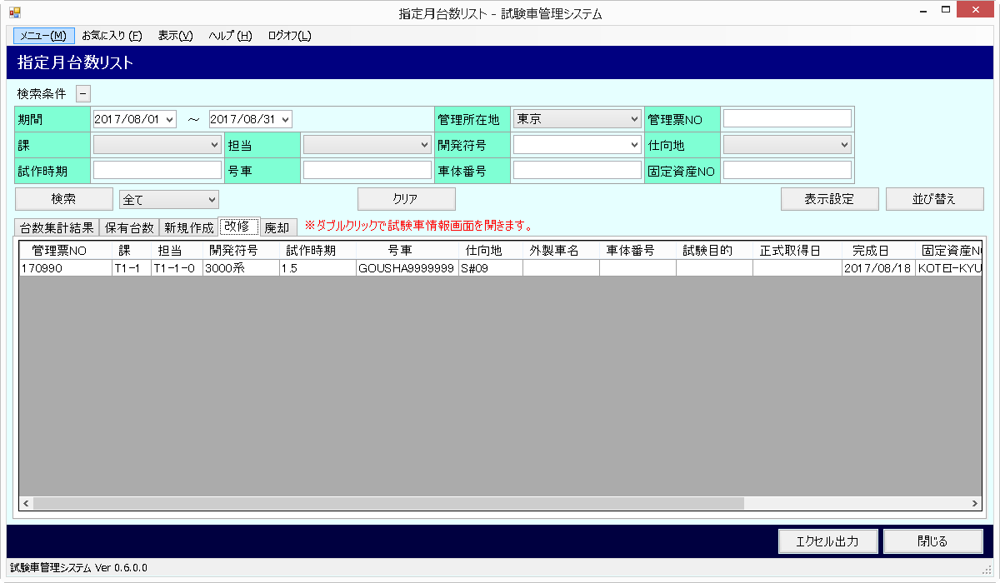 指定月台数リスト - 試験車管理システム
メニュー(M) お気に入り(F) 表示(V) ヘルプ(H) ログオフ(L)
指定月台数リスト
検索条件 −
期間 2017/08/01 ～ 2017/08/31 管理所在地 東京 管理票NO
課 担当 開発符号 仕向地
試作時期 号車 車体番号 固定資産NO
検索 全て クリア 表示設定 並び替え
台数集計結果 保有台数 新規作成 改修 廃却 ※ダブルクリックで試験車情報画面を開きます。
管理票NO 課 担当 開発符号 試作時期 号車 仕向地 外製車名 車体番号 試験目的 正式取得日 完成日 固定資産N
170990 T1-1 T1-1-0 3000系 1.5 GOUSHA9999999 S#09 2017/08/18 KOTEI-KYU
エクセル出力 閉じる
試験車管理システム Ver 0.6.0.0